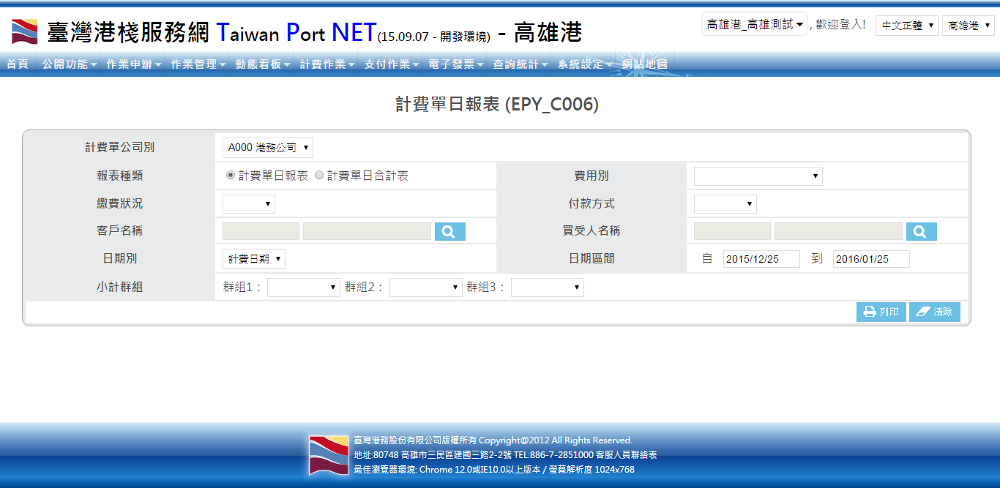 臺灣港棧服務網 Taiwan Port NET(15.09.07 - 開發環境) - 高雄港
高雄港_高雄測試 , 歡迎登入! 中文正體 高雄港
首頁 公開功能 作業申辦 作業管理 動態看板 計費作業 支付作業 電子發票 查詢統計 系統設定 網站地圖
計費單日報表 (EPY_C006)
計費單公司別 A000 港務公司
報表種類 計費單日報表 計費單日合計表 費用別
繳費狀況 付款方式
客戶名稱 買受人名稱
日期別 計費日期 日期區間 自 2015/12/25 到 2016/01/25
小計群組 群組1： 群組2： 群組3：
列印 清除
臺灣港務股份有限公司版權所有 Copyright@2012 All Rights Reserved.
地址:80748 高雄市三民區建國三路2-2號 TEL:886-7-2851000 客服人員聯絡表
最佳瀏覽器環境: Chrome 12.0或IE10.0以上版本 / 螢幕解析度 1024x768